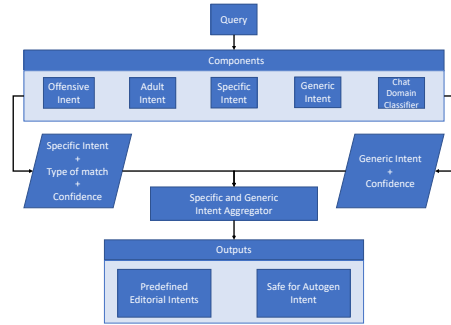 Query
Components
Offensive
Inent
Adult
Intent
Specific
Intent
Generic
Intent
Chat
Domain
Classifier
Specific Intent
+
Type of match
+
Confidence
Generic Intent
+
Confidence
Specific and Generic
Intent Aggregator
Outputs
Predefined
Editorial Intents
Safe for Autogen
Intent